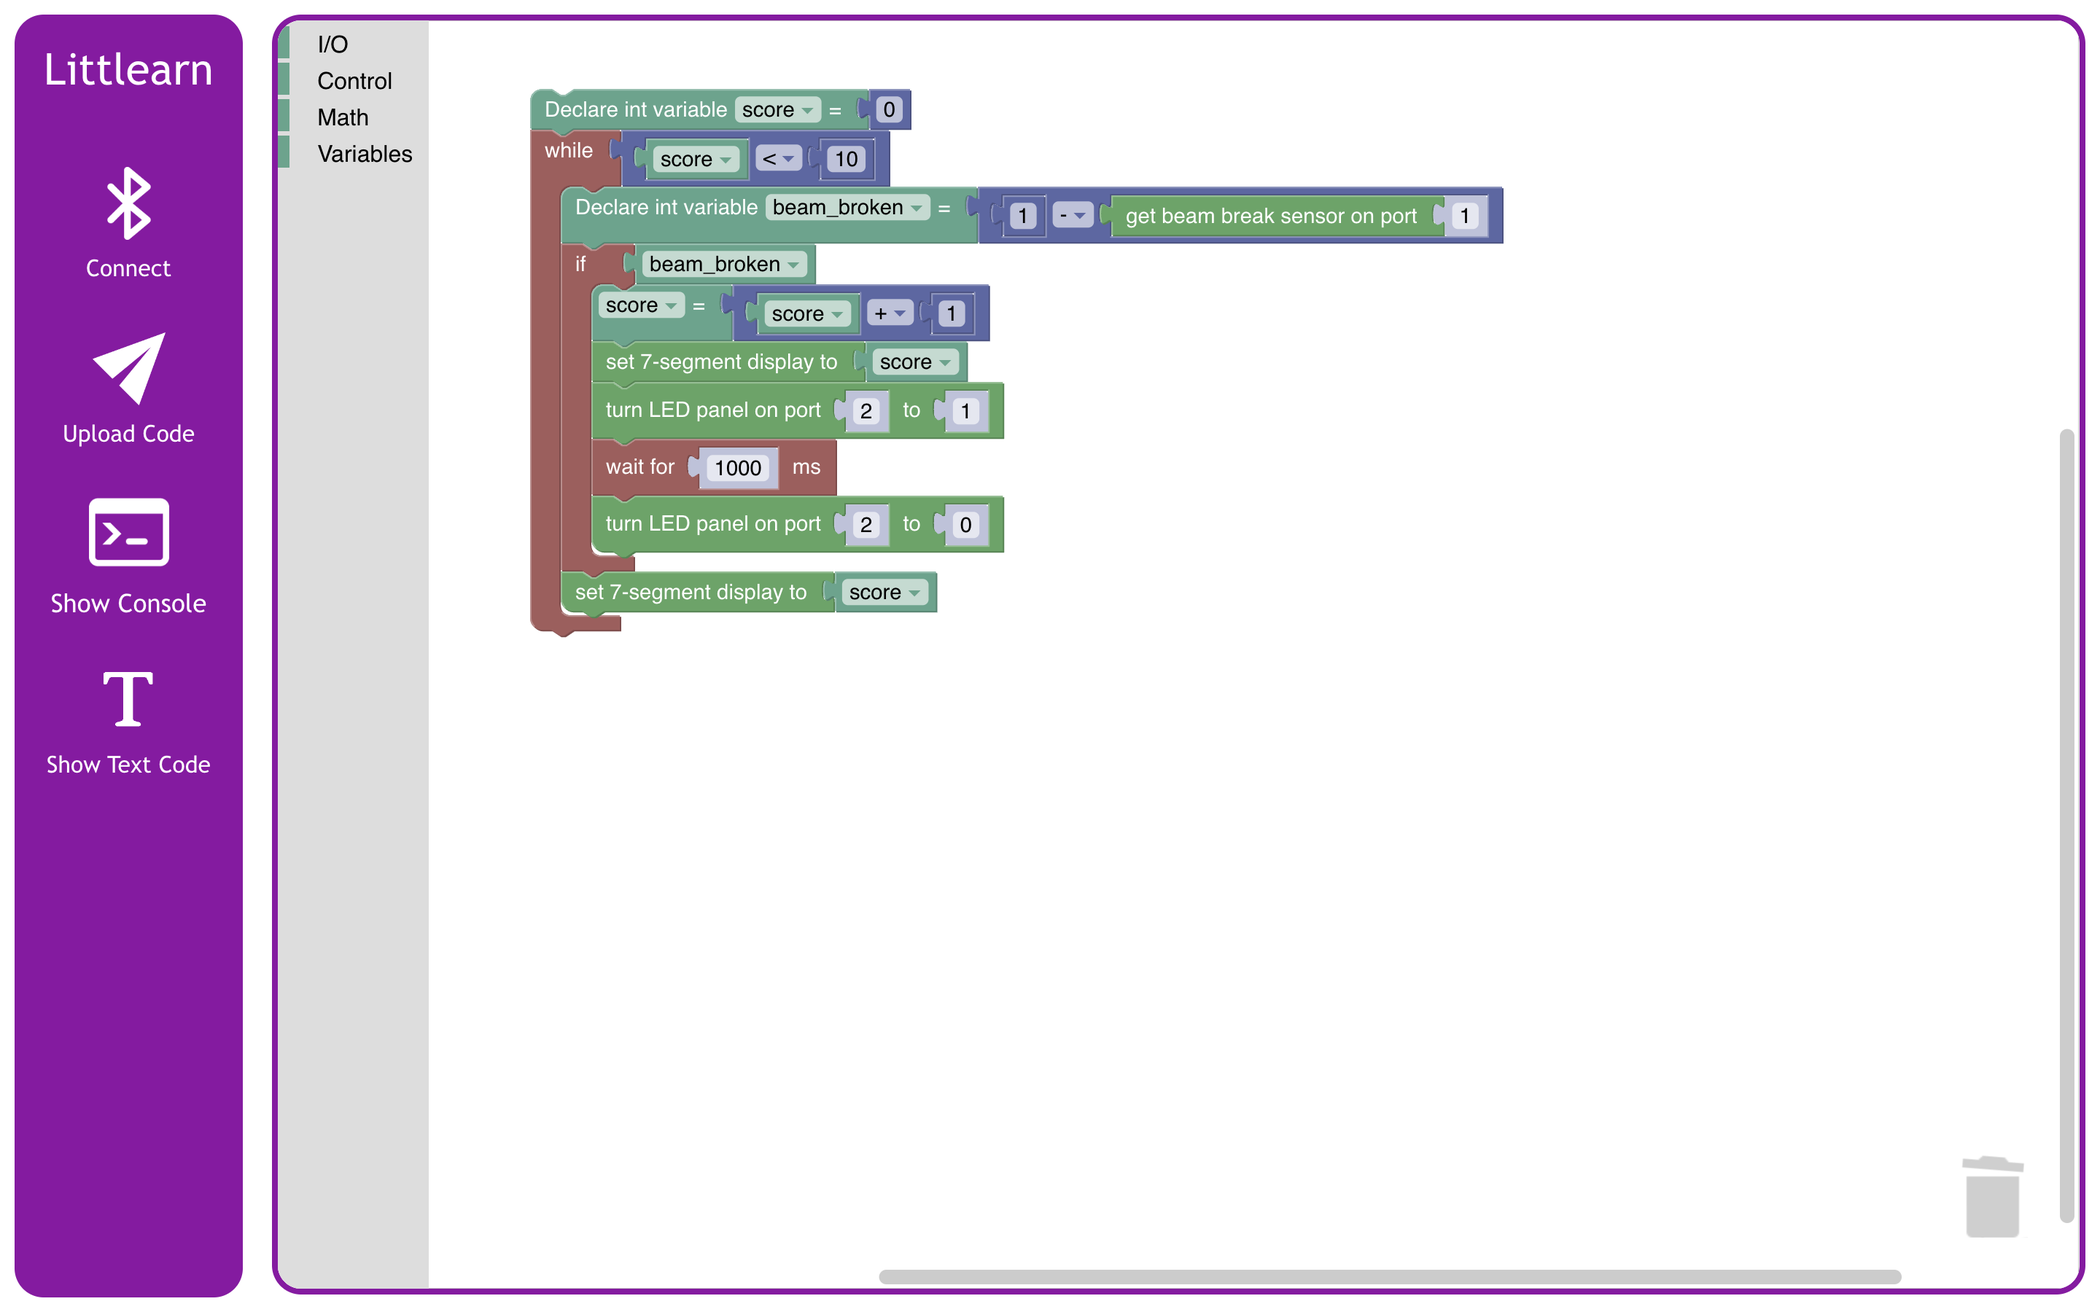 Littlearn
Connect
Upload Code
Show Console
T
Show Text Code
I/O
Control
Math
Variables
Declare int variable score = 0
while score < 10
Declare int variable beam_broken = 1 - get beam break sensor on port 1
if beam_broken
score = score + 1
set 7-segment display to score
turn LED panel on port 2 to 1
wait for 1000 ms
turn LED panel on port 2 to 0
set 7-segment display to score